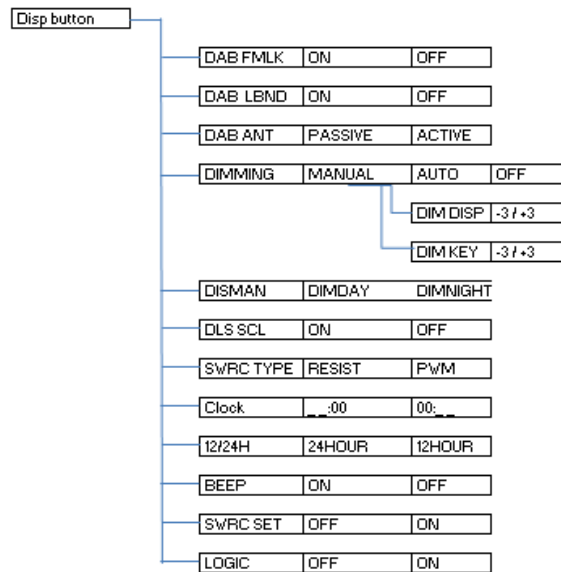 Disp button
DAB FMLK ON OFF
DAB LBND ON OFF
DAB ANT PASSIVE ACTIVE
DIMMING MANUAL AUTO OFF
DIM DISP -3 / +3
DIM KEY -3 / +3
DISMAN DIMDAY DIMNIGHT
DLS SCL ON OFF
SWRC TYPE RESIST PWM
Clock _ _:00 00:_ _
12/24H 24HOUR 12HOUR
BEEP ON OFF
SWRC SET OFF ON
LOGIC OFF ON